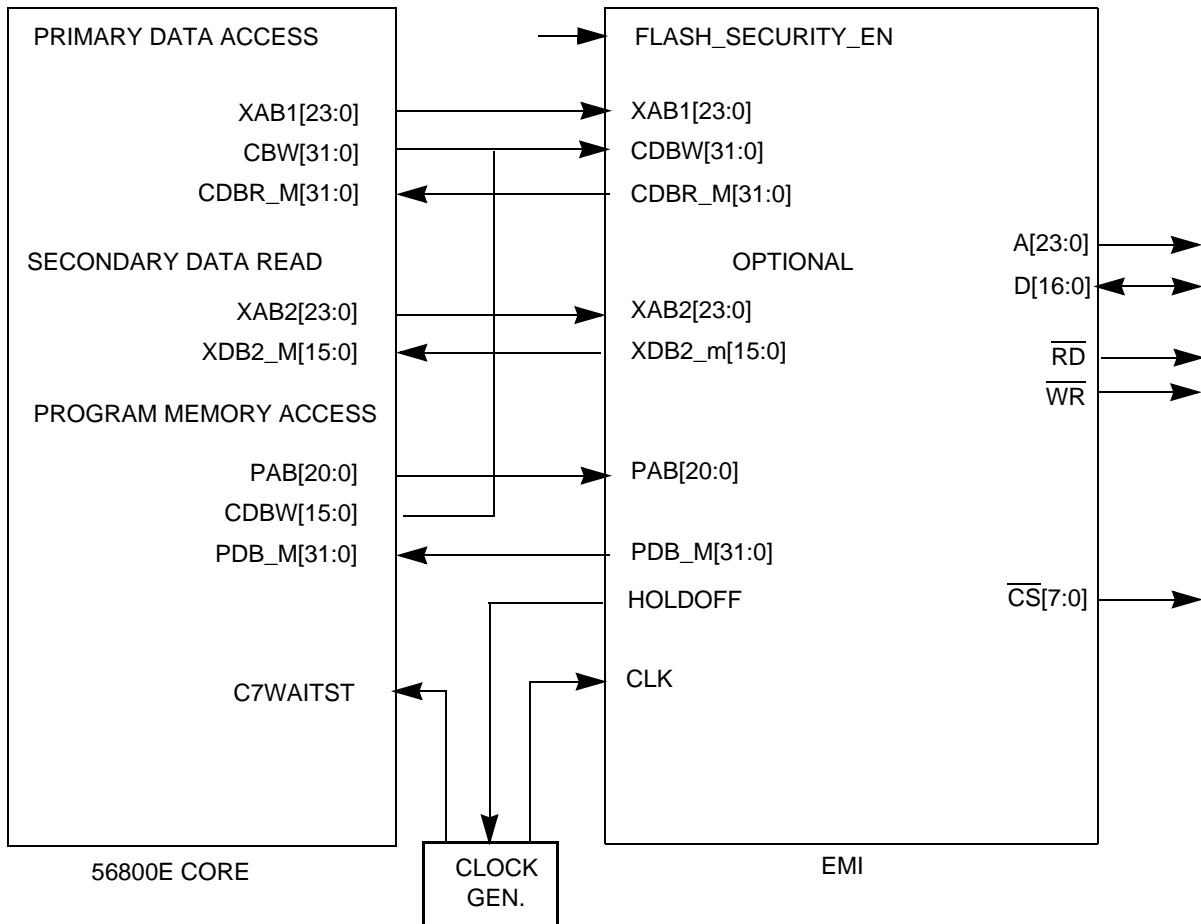 PRIMARY DATA ACCESS
XAB1[23:0]
CBW[31:0]
CDBR_M[31:0]
SECONDARY DATA READ
XAB2[23:0]
XDB2_M[15:0]
PROGRAM MEMORY ACCESS
PAB[20:0]
CDBW[15:0]
PDB_M[31:0]
C7WAITST
56800E CORE
CLOCK
GEN.
FLASH_SECURITY_EN
XAB1[23:0]
CDBW[31:0]
CDBR_M[31:0]
OPTIONAL
XAB2[23:0]
XDB2_m[15:0]
PAB[20:0]
PDB_M[31:0]
HOLDOFF
CLK
A[23:0]
D[16:0]
RD
WR
CS[7:0]
EMI